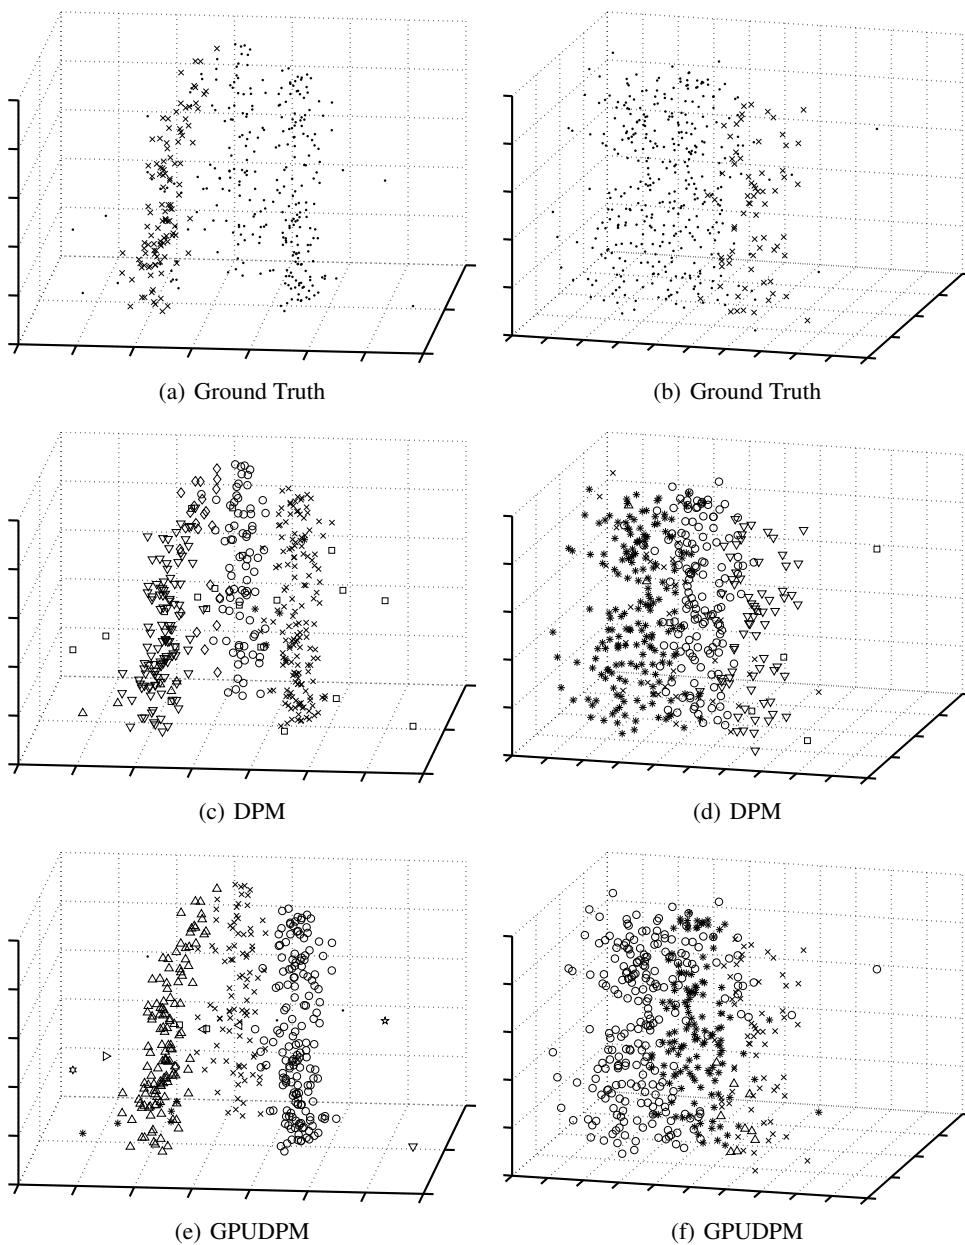 (a) Ground Truth
(b) Ground Truth
(c) DPM
(d) DPM
(e) GPUDPM
(f) GPUDPM